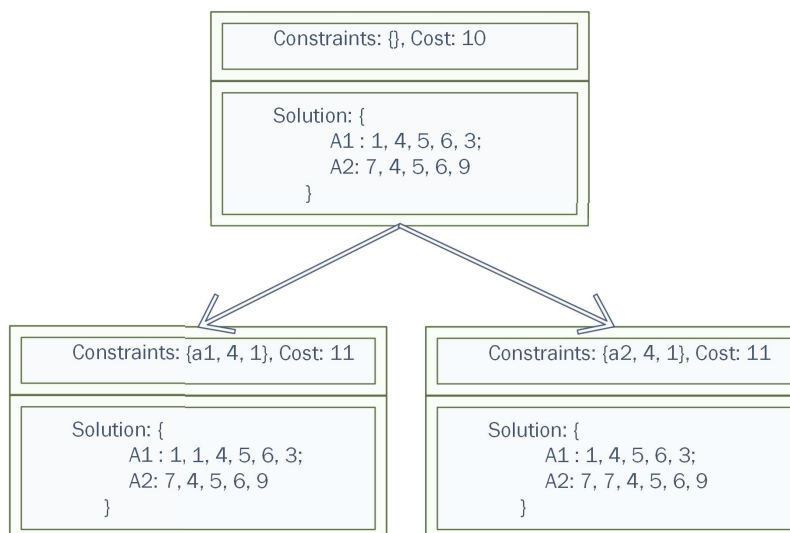 Constraints: {}, Cost: 10
Solution: {
A1 : 1, 4, 5, 6, 3;
A2: 7, 4, 5, 6, 9
}
Constraints: {a1, 4, 1}, Cost: 11
Solution: {
A1 : 1, 1, 4, 5, 6, 3;
A2: 7, 4, 5, 6, 9
}
Constraints: {a2, 4, 1}, Cost: 11
Solution: {
A1 : 1, 4, 5, 6, 3;
A2: 7, 7, 4, 5, 6, 9
}